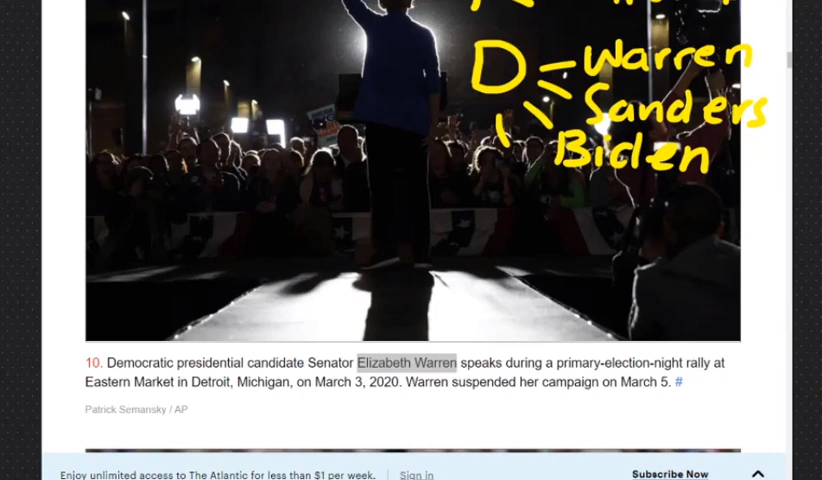 D
Warren
Sanders
Biden
10. Democratic presidential candidate Senator Elizabeth Warren speaks during a primary-election-night rally at
Eastern Market in Detroit, Michigan, on March 3, 2020. Warren suspended her campaign on March 5. #
Patrick Semansky / AP
Enjoy unlimited access to The Atlantic for less than $1 per week.
Sign in
Subscribe Now